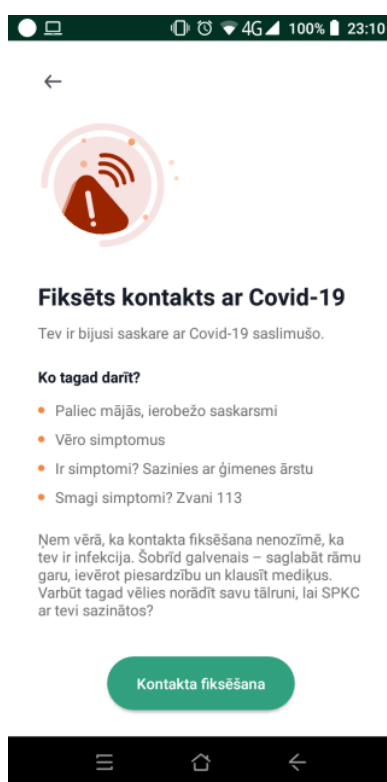 4G 100% 23:10
Fiksēts kontakts ar Covid-19
Tev ir bijusi saskare ar Covid-19 saslimušo.
Ko tagad darīt?
Paliec mājās, ierobežo saskarsmi
Vēro simptomus
Ir simptomi? Sazinies ar ģimenes ārstu
Smagi simptomi? Zvani 113
Ņem vērā, ka kontakta fiksēšana nenozīmē, ka
tev ir infekcija. Šobrīd galvenais – saglabāt rāmu
garu, ievērot piesardzību un klausīt mediķus.
Varbūt tagad vēlies norādīt savu tālruni, lai SPKC
ar tevi sazinātos?
Kontakta fiksēšana